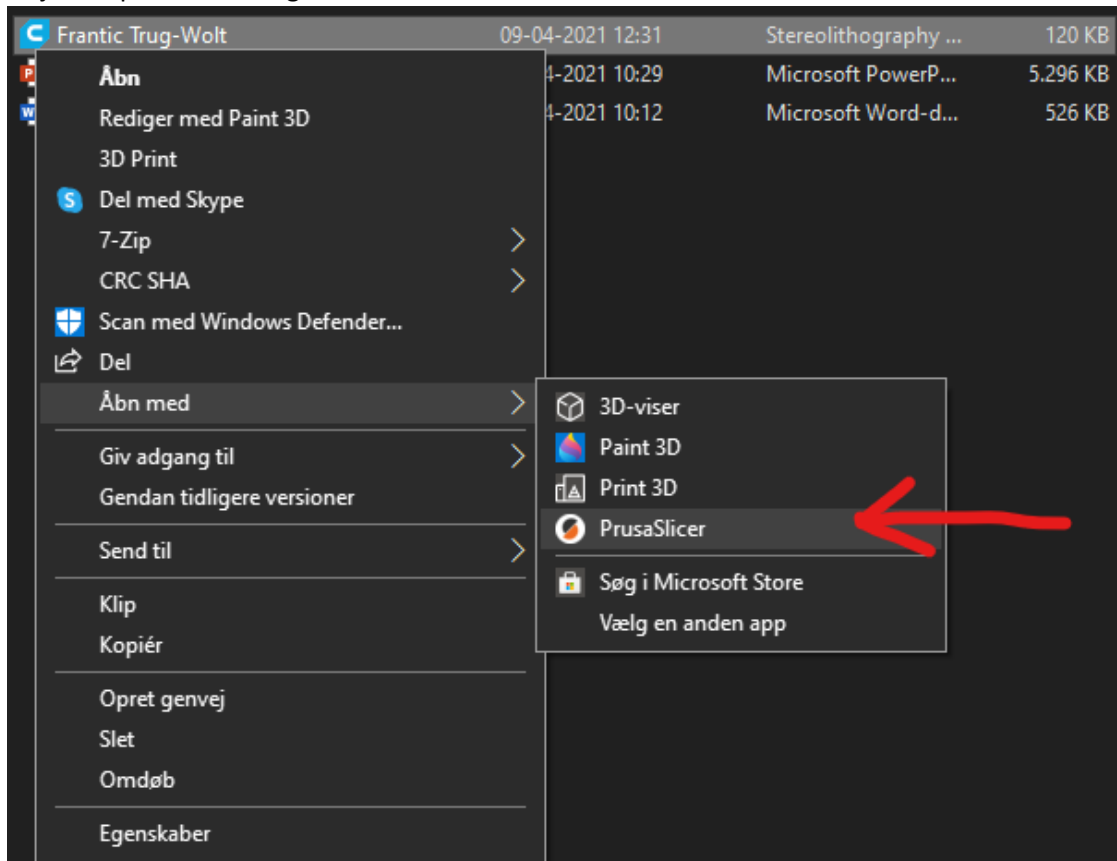 Frantic Trug-Wolt 09-04-2021 12:31 Stereolithography ... 120 KB
4-2021 10:29 Microsoft PowerP... 5.296 KB
4-2021 10:12 Microsoft Word-d... 526 KB
Åbn
Rediger med Paint 3D
3D Print
Del med Skype
7-Zip
CRC SHA
Scan med Windows Defender...
Del
Åbn med
Giv adgang til
Gendan tidligere versioner
Send til
Klip
Kopiér
Opret genvej
Slet
Omdøb
Egenskaber
3D-viser
Paint 3D
Print 3D
PrusaSlicer
Søg i Microsoft Store
Vælg en anden app